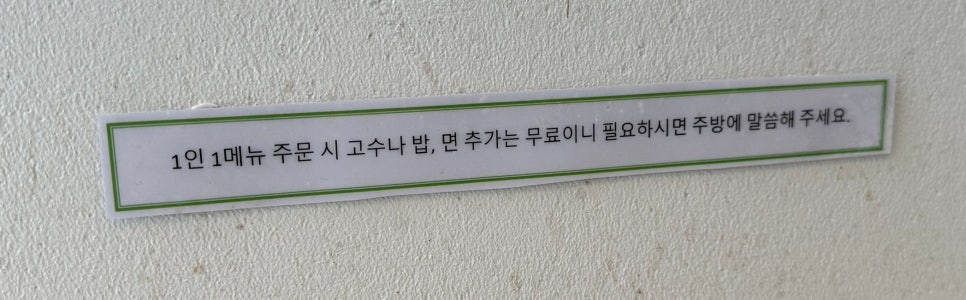 1인 1메뉴 주문 시 고수나 밥, 면 추가는 무료이니 필요하시면 주방에 말씀해 주세요.